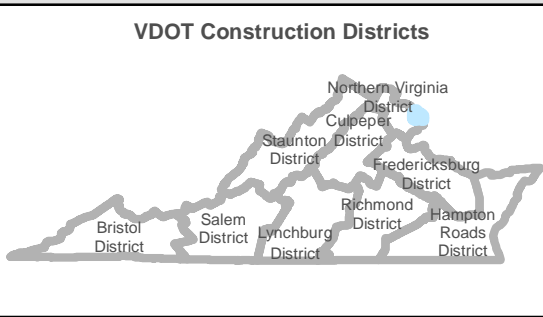 VDOT Construction Districts
Northern Virginia
District
Culpeper
District
Staunton
District
Fredericksburg
District
Richmond
District
Hampton
Roads
District
Salem
District
Lynchburg
District
Bristol
District